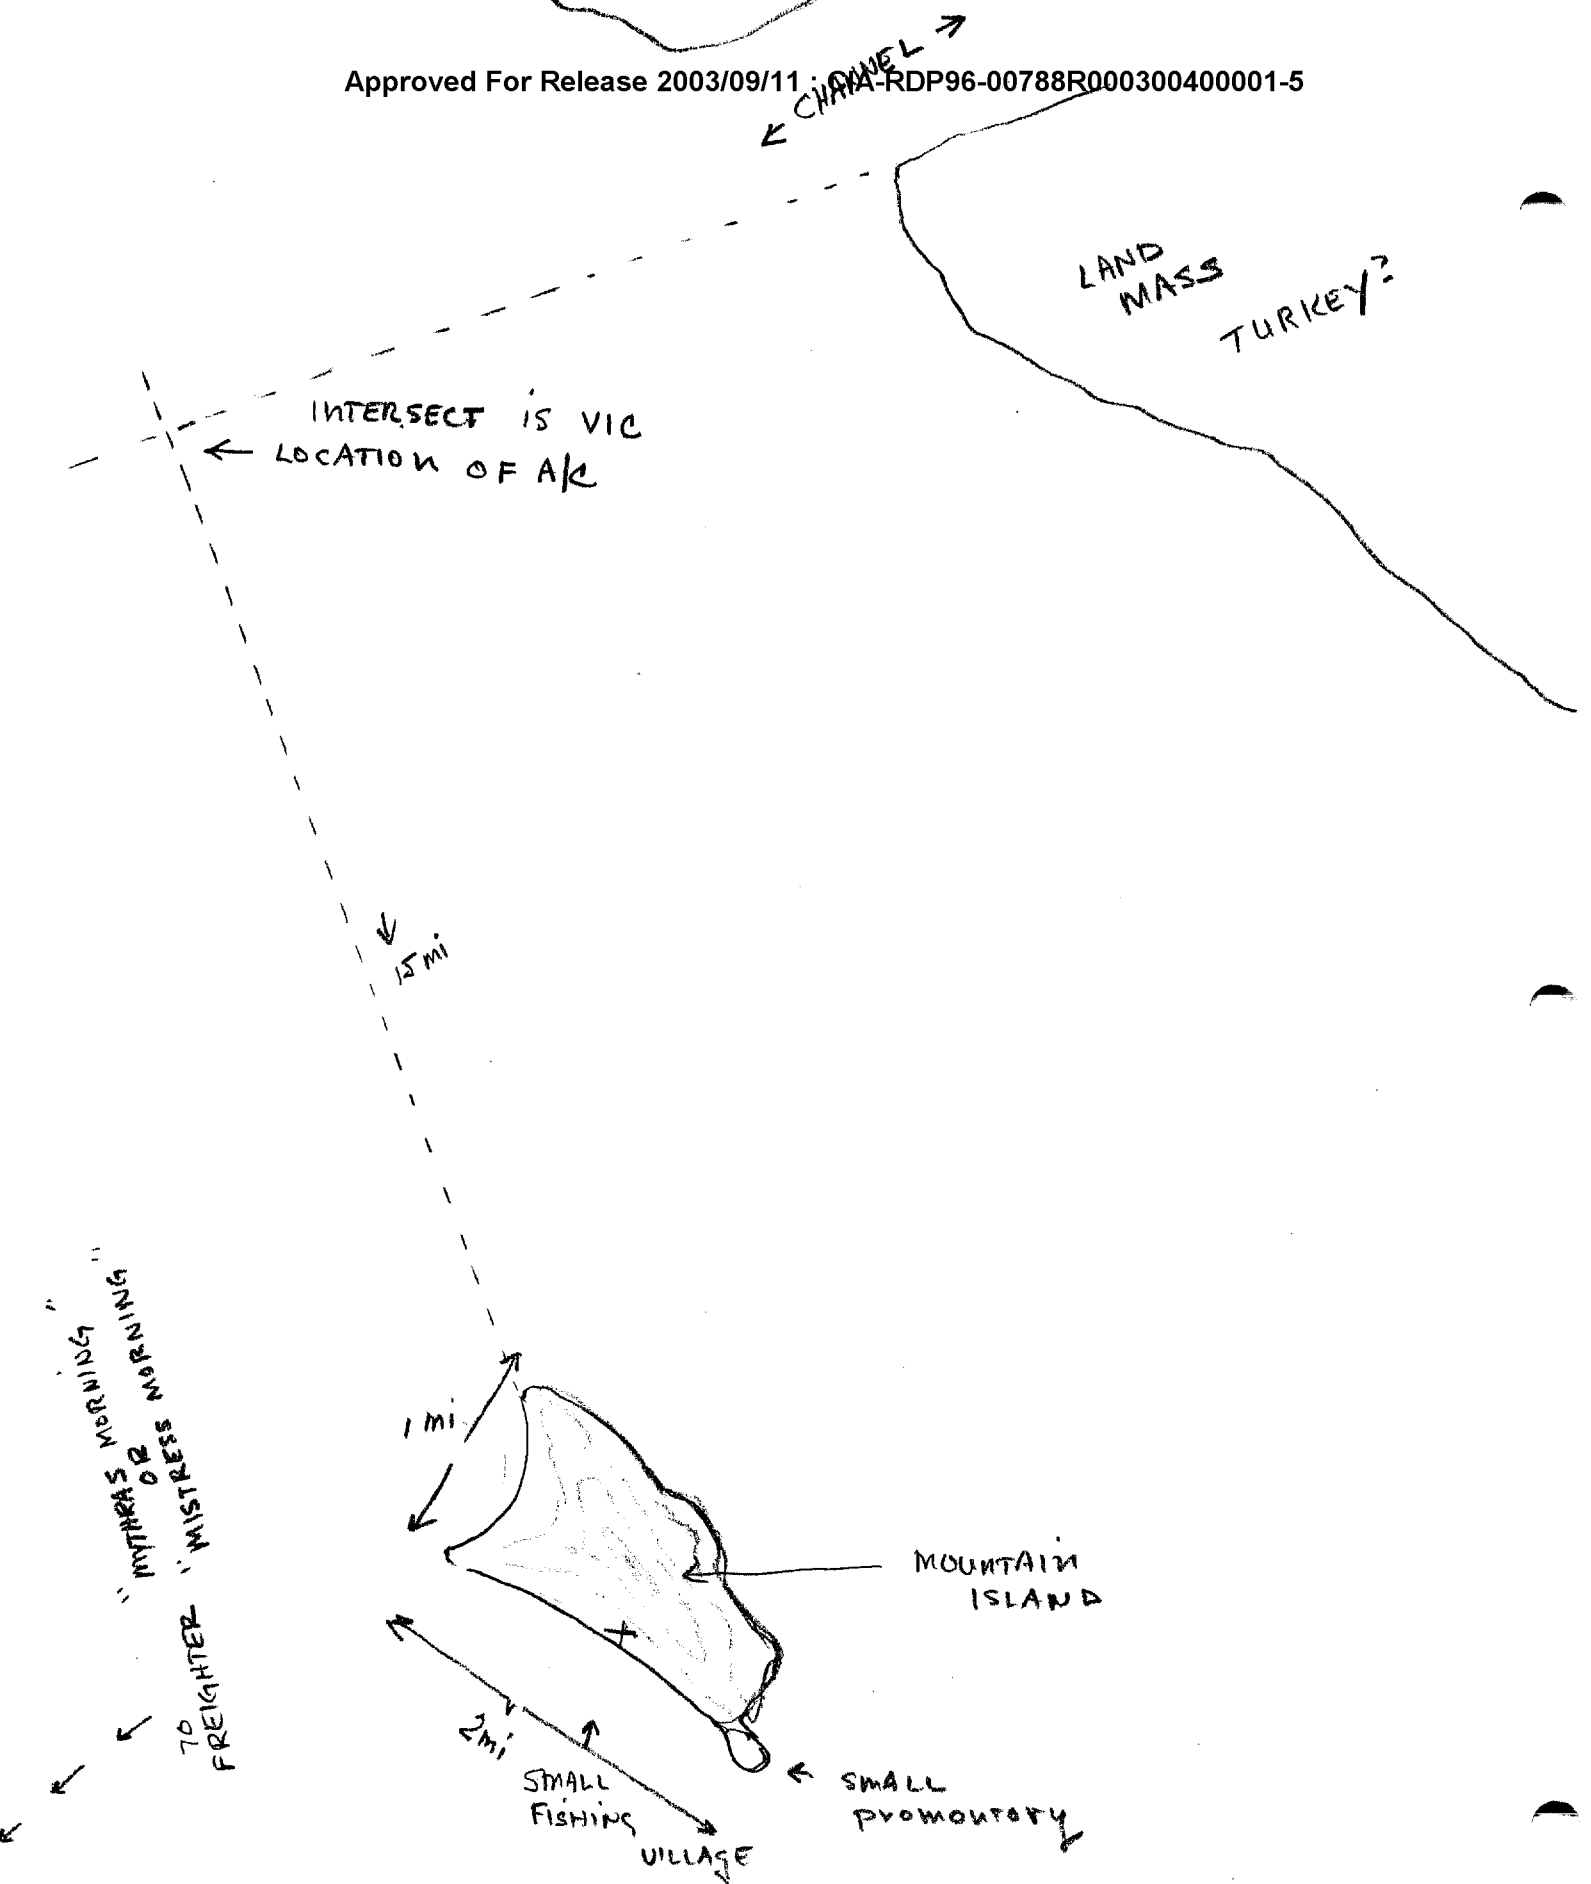 Approved For Release 2003/09/11 : CIA-RDP96-00788R000300400001-5
CHANNEL
LAND
MASS
TURKEY?
INTERSECT is VIC
LOCATION OF A/C
15 mi
"MYTHRAS MORNING"
OR
TO
FREIGHTER "MISTRESS MORNING"
1 mi
MOUNTAIN
ISLAND
2 mi
SMALL
FISHING
VILLAGE
SMALL
promontory